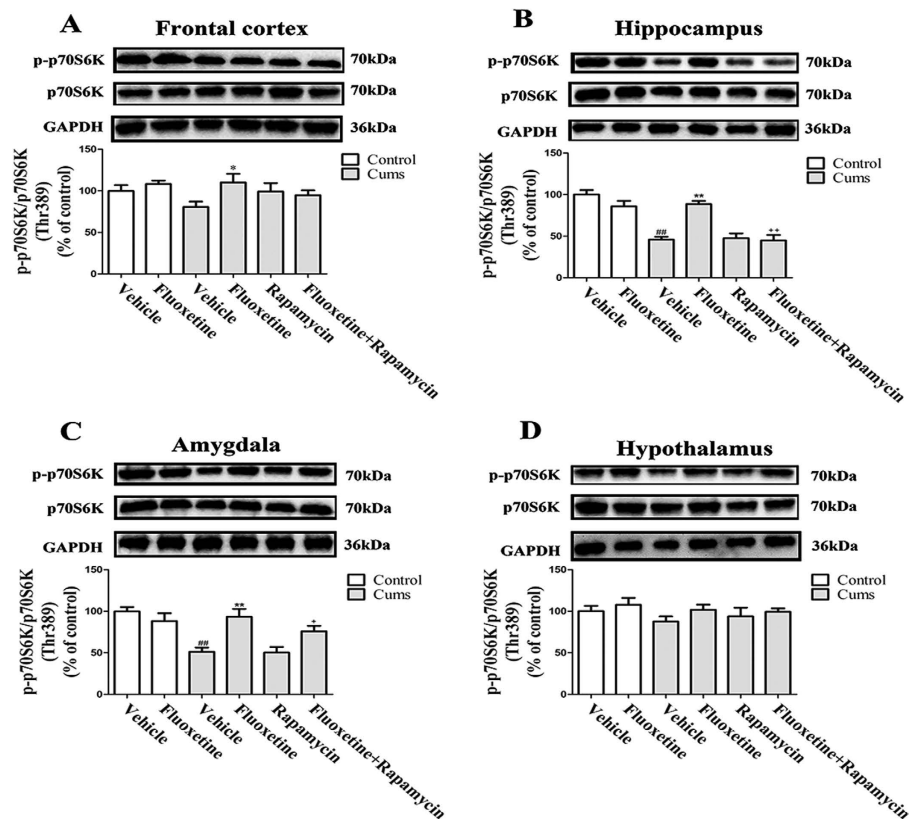 A
Frontal cortex
p-p70S6K
70kDa
p70S6K
70kDa
GAPDH
36kDa
p-p70S6K/p70S6K
(Thr389)
(% of control)
150
100
50
0
*
Control
Cums
Vehicle
Fluoxetine
Vehicle
Fluoxetine
Rapamycin
Fluoxetine+Rapamycin
B
Hippocampus
p-p70S6K
70kDa
p70S6K
70kDa
GAPDH
36kDa
p-p70S6K/p70S6K
(Thr389)
(% of control)
150
100
50
0
##
**
++
Control
Cums
Vehicle
Fluoxetine
Vehicle
Fluoxetine
Rapamycin
Fluoxetine+Rapamycin
C
Amygdala
p-p70S6K
70kDa
p70S6K
70kDa
GAPDH
36kDa
p-p70S6K/p70S6K
(Thr389)
(% of control)
150
100
50
0
##
**
+
Control
Cums
Vehicle
Fluoxetine
Vehicle
Fluoxetine
Rapamycin
Fluoxetine+Rapamycin
D
Hypothalamus
p-p70S6K
70kDa
p70S6K
70kDa
GAPDH
36kDa
p-p70S6K/p70S6K
(Thr389)
(% of control)
150
100
50
0
Control
Cums
Vehicle
Fluoxetine
Vehicle
Fluoxetine
Rapamycin
Fluoxetine+Rapamycin